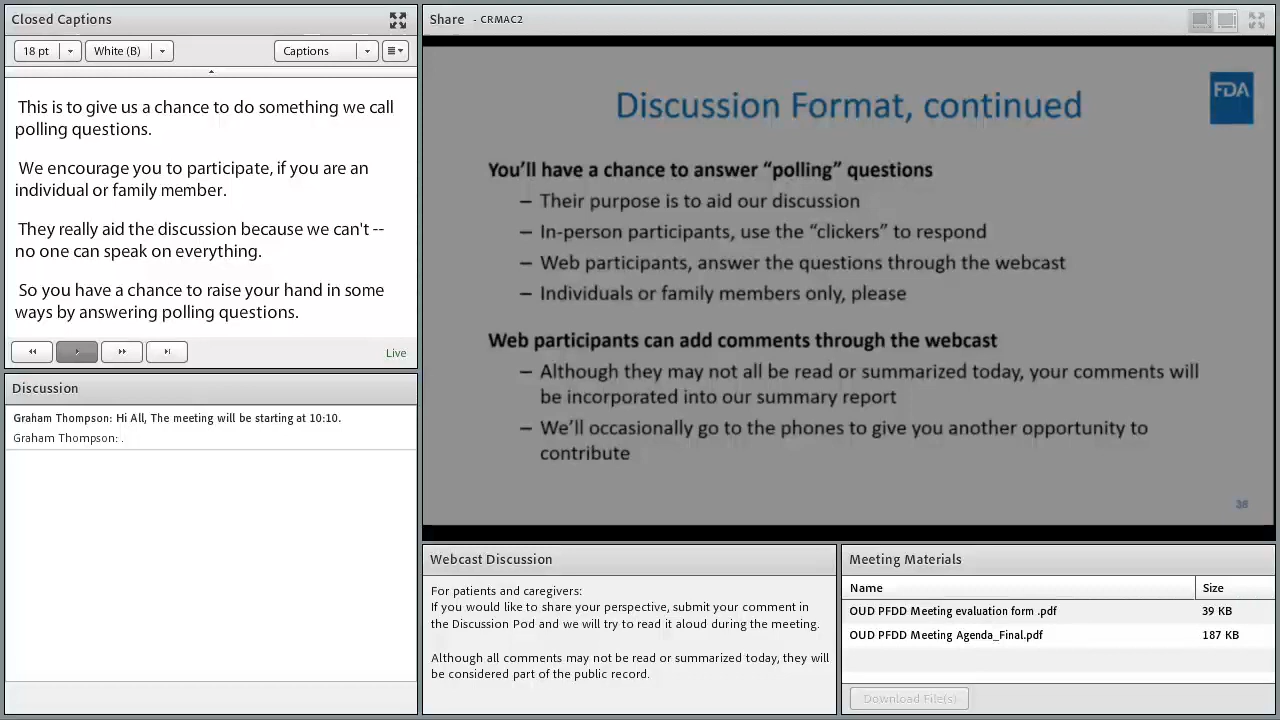 Closed Captions
18 pt
White (B)
Captions
This is to give us a chance to do something we call
polling questions.
We encourage you to participate, if you are an
individual or family member.
They really aid the discussion because we can't --
no one can speak on everything.
So you have a chance to raise your hand in some
ways by answering polling questions.
Live
Discussion
Graham Thompson: Hi All, The meeting will be starting at 10:10.
Graham Thompson: .
Share - CRMAC2
FDA
Discussion Format, continued
You'll have a chance to answer “polling” questions
– Their purpose is to aid our discussion
– In-person participants, use the “clickers” to respond
– Web participants, answer the questions through the webcast
– Individuals or family members only, please
Web participants can add comments through the webcast
– Although they may not all be read or summarized today, your comments will
be incorporated into our summary report
– We'll occasionally go to the phones to give you another opportunity to
contribute
36
Webcast Discussion
For patients and caregivers:
If you would like to share your perspective, submit your comment in
the Discussion Pod and we will try to read it aloud during the meeting.
Although all comments may not be read or summarized today, they will
be considered part of the public record.
Meeting Materials
Name Size
OUD PFDD Meeting evaluation form .pdf 39 KB
OUD PFDD Meeting Agenda_Final.pdf 187 KB
Download File(s)